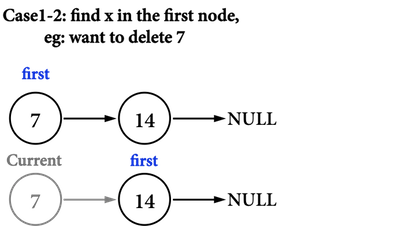 Case1-2: find x in the first node,
eg: want to delete 7
first
7 14 NULL
Current first
7 14 NULL